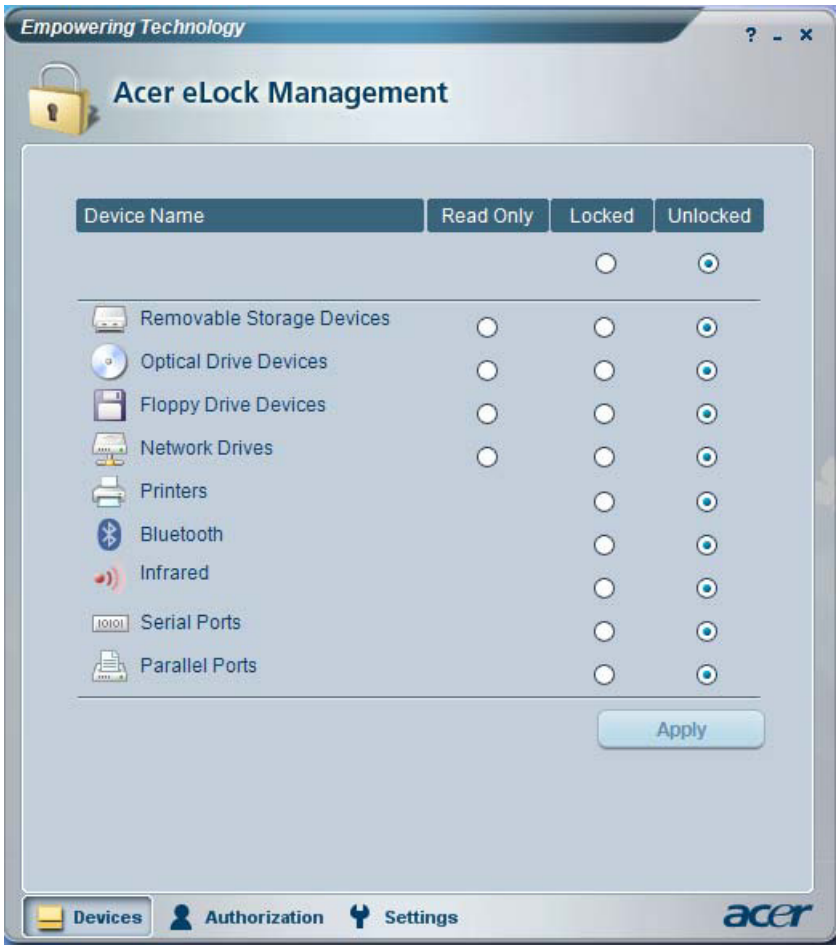 Empowering Technology
? - x
Acer eLock Management
Device Name Read Only Locked Unlocked
Removable Storage Devices
Optical Drive Devices
Floppy Drive Devices
Network Drives
Printers
Bluetooth
Infrared
10101 Serial Ports
Parallel Ports
Apply
Devices Authorization Settings acer